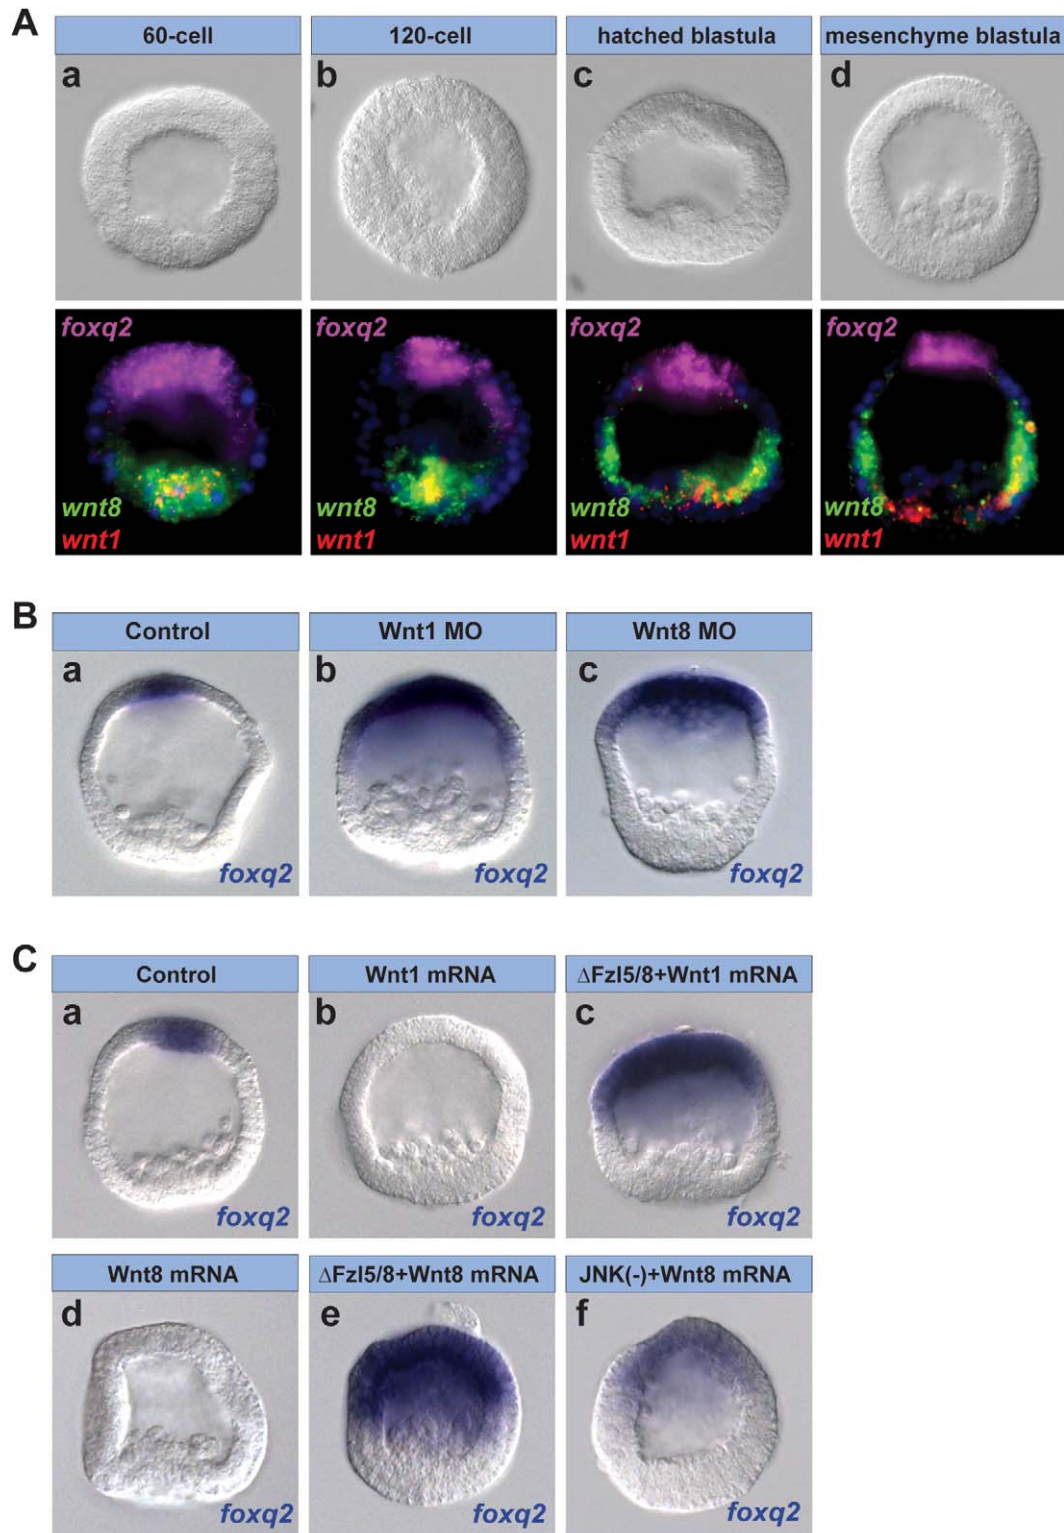 A
60-cell
120-cell
hatched blastula
mesenchyme blastula
a
b
c
d
foxq2
foxq2
foxq2
foxq2
wnt8
wnt8
wnt8
wnt8
wnt1
wnt1
wnt1
wnt1
B
Control
Wnt1 MO
Wnt8 MO
a
b
c
foxq2
foxq2
foxq2
C
Control
Wnt1 mRNA
ΔFzl5/8+Wnt1 mRNA
a
b
c
foxq2
foxq2
foxq2
Wnt8 mRNA
ΔFzl5/8+Wnt8 mRNA
JNK(-)+Wnt8 mRNA
d
e
f
foxq2
foxq2
foxq2